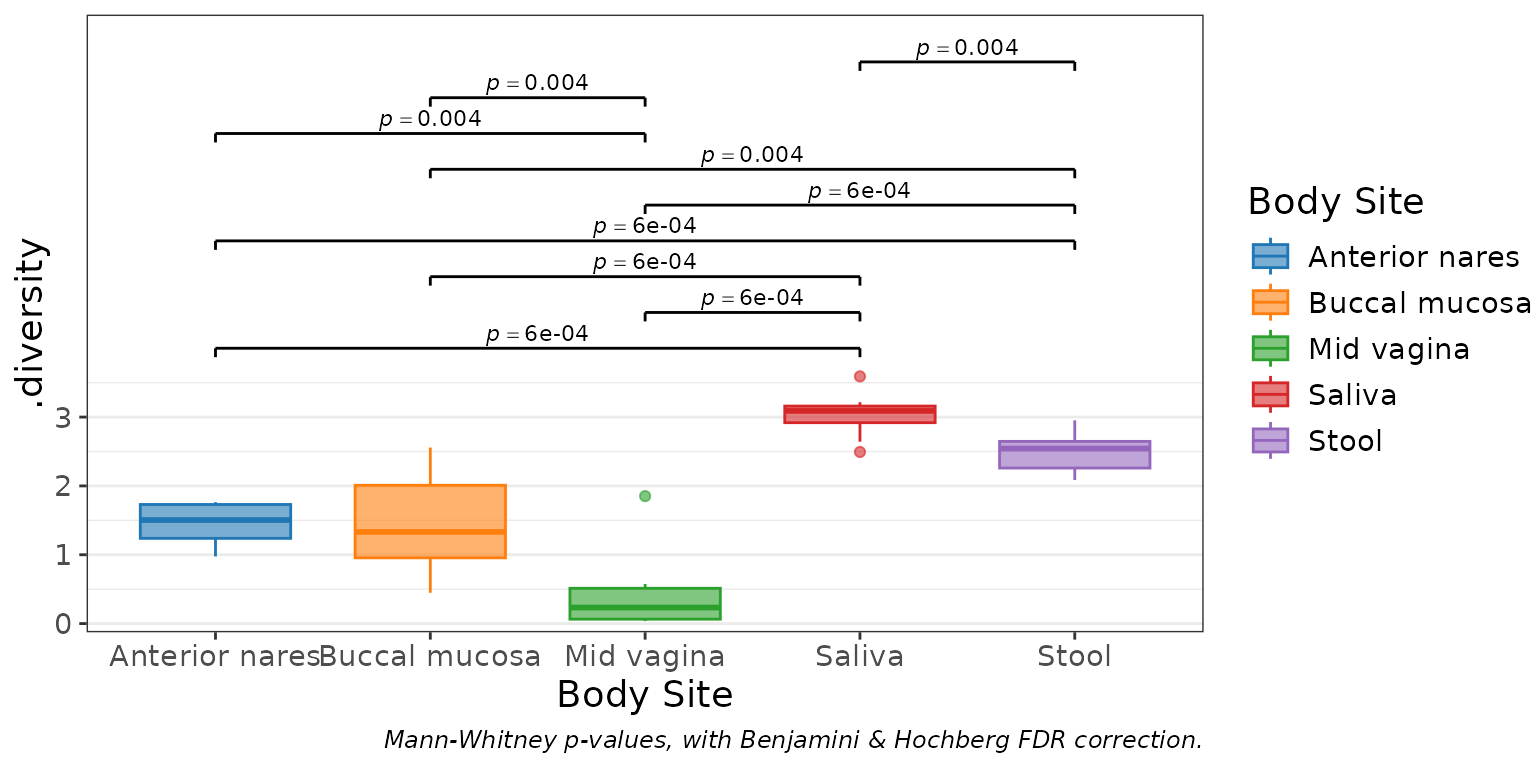 p = 0.004
p = 0.004
p = 0.004
p = 0.004
p = 6e-04
p = 6e-04
p = 6e-04
p = 6e-04
p = 6e-04
.diversity
3
2
1
0
Anterior nares Buccal mucosa Mid vagina Saliva Stool
Body Site
Mann-Whitney p-values, with Benjamini & Hochberg FDR correction.
Body Site
Anterior nares
Buccal mucosa
Mid vagina
Saliva
Stool